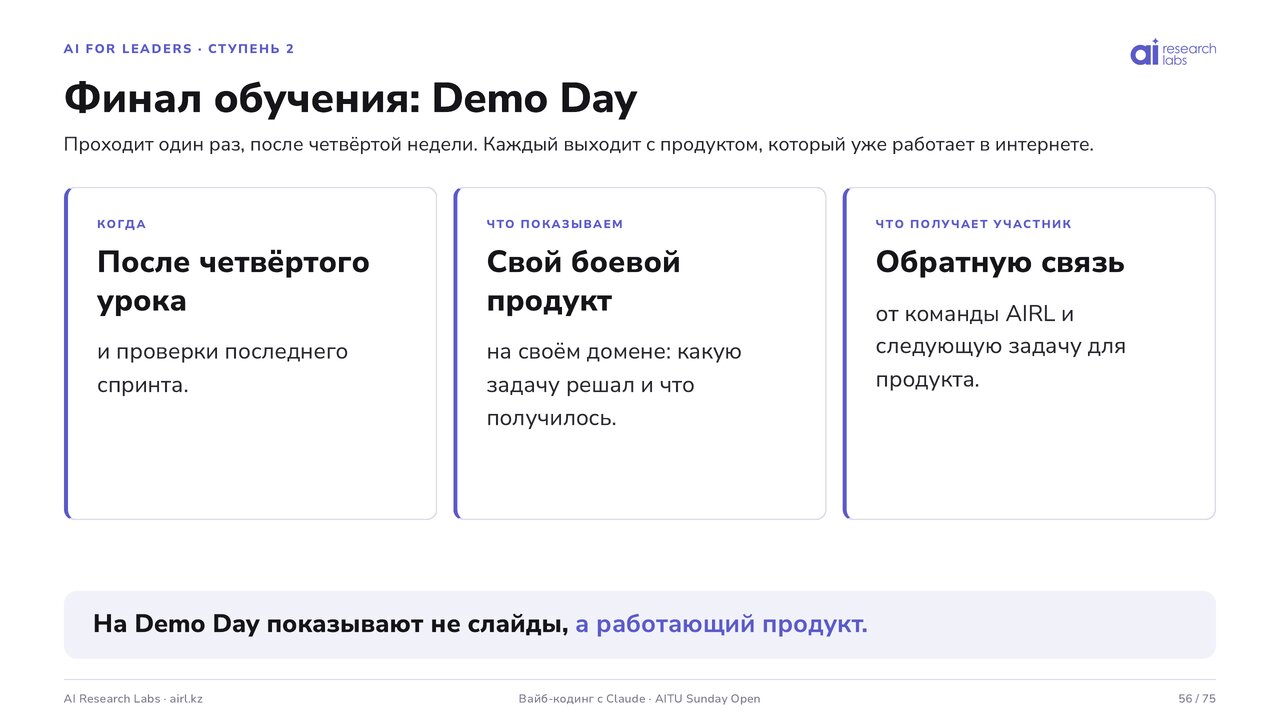 AI FOR LEADERS · СТУПЕНЬ 2
ai research labs
Финал обучения: Demo Day
Проходит один раз, после четвёртой недели. Каждый выходит с продуктом, который уже работает в интернете.
КОГДА
После четвёртого
урока
и проверки последнего
спринта.
ЧТО ПОКАЗЫВАЕМ
Свой боевой
продукт
на своём домене: какую
задачу решал и что
получилось.
ЧТО ПОЛУЧАЕТ УЧАСТНИК
Обратную связь
от команды AIRL и
следующую задачу для
продукта.
На Demo Day показывают не слайды, а работающий продукт.
AI Research Labs · airl.kz
Вайб-кодинг с Claude · AITU Sunday Open
56 / 75